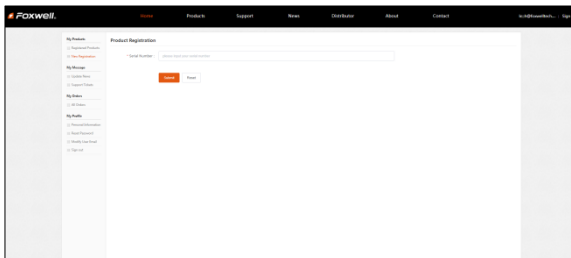 FOXWELL.
Home Products Support News Distributor About Contact
My Products
Registered Products
New Registration
My Message
Update News
Support Tickets
My Orders
All Orders
My Profile
Personal Information
Reset Password
Modify User Email
Sign out
Product Registration
* Serial Number:
Submit Reset